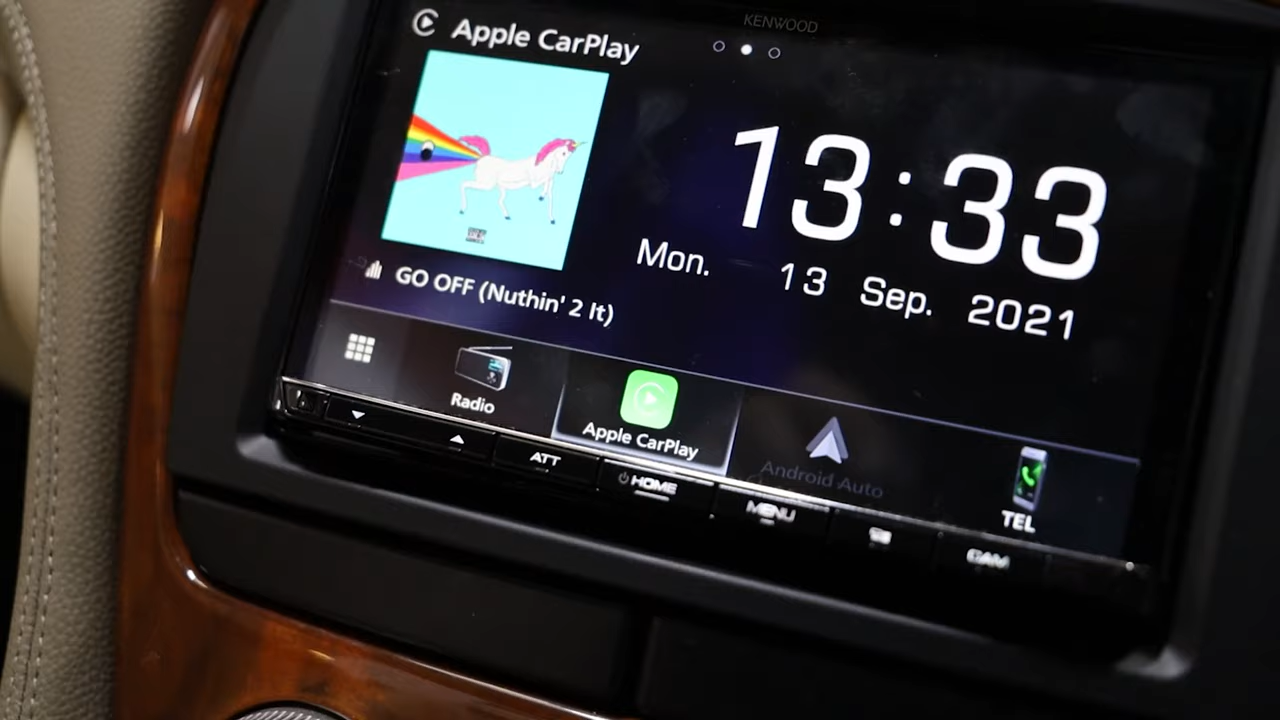 KENWOOD
Apple CarPlay
13:33
Mon. 13 Sep. 2021
GO OFF (Nuthin' 2 It)
Radio
Apple CarPlay
Android Auto
TEL
ATT
HOME
MENU
CAM